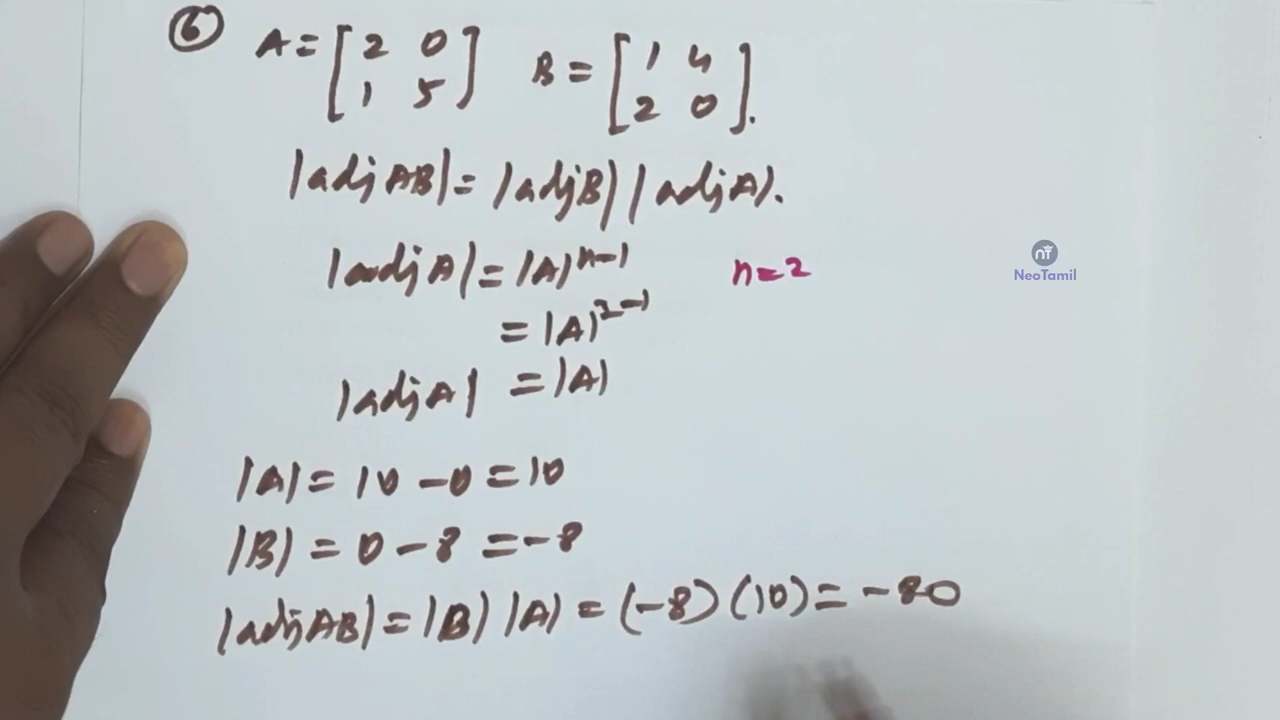 ⑥ A = [2 0 1 5] B = [1 4 2 0].
|adj AB| = |adj B| |adj A|.
|adj A| = |A|^{n-1} n=2
= |A|^{2-1}
|adj A| = |A|
|A| = 10 - 0 = 10
|B| = 0 - 8 = -8
|adj AB| = |B| |A| = (-8) (10) = -80
NeoTamil